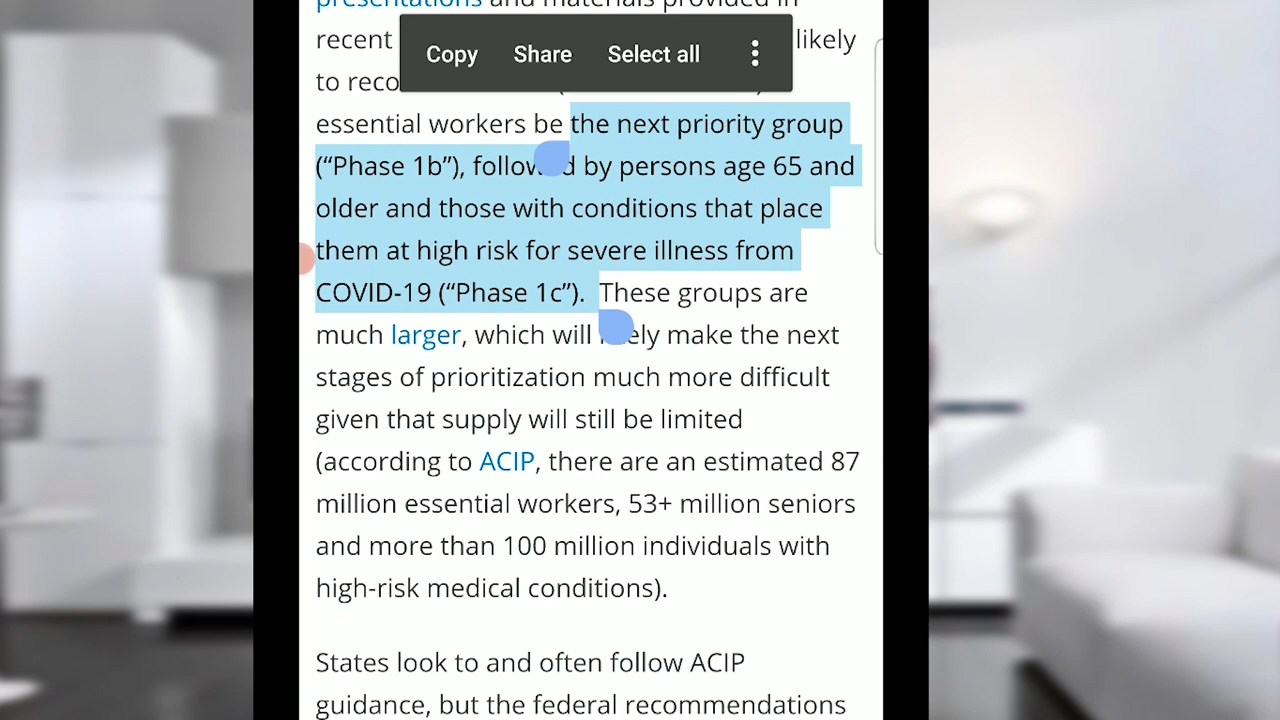 presentations and materials provided in
recent
Copy Share Select all
likely
to reco
essential workers be the next priority group
(“Phase 1b”), followed by persons age 65 and
older and those with conditions that place
them at high risk for severe illness from
COVID-19 (“Phase 1c”). These groups are
much larger, which will likely make the next
stages of prioritization much more difficult
given that supply will still be limited
(according to ACIP, there are an estimated 87
million essential workers, 53+ million seniors
and more than 100 million individuals with
high-risk medical conditions).
States look to and often follow ACIP
guidance, but the federal recommendations